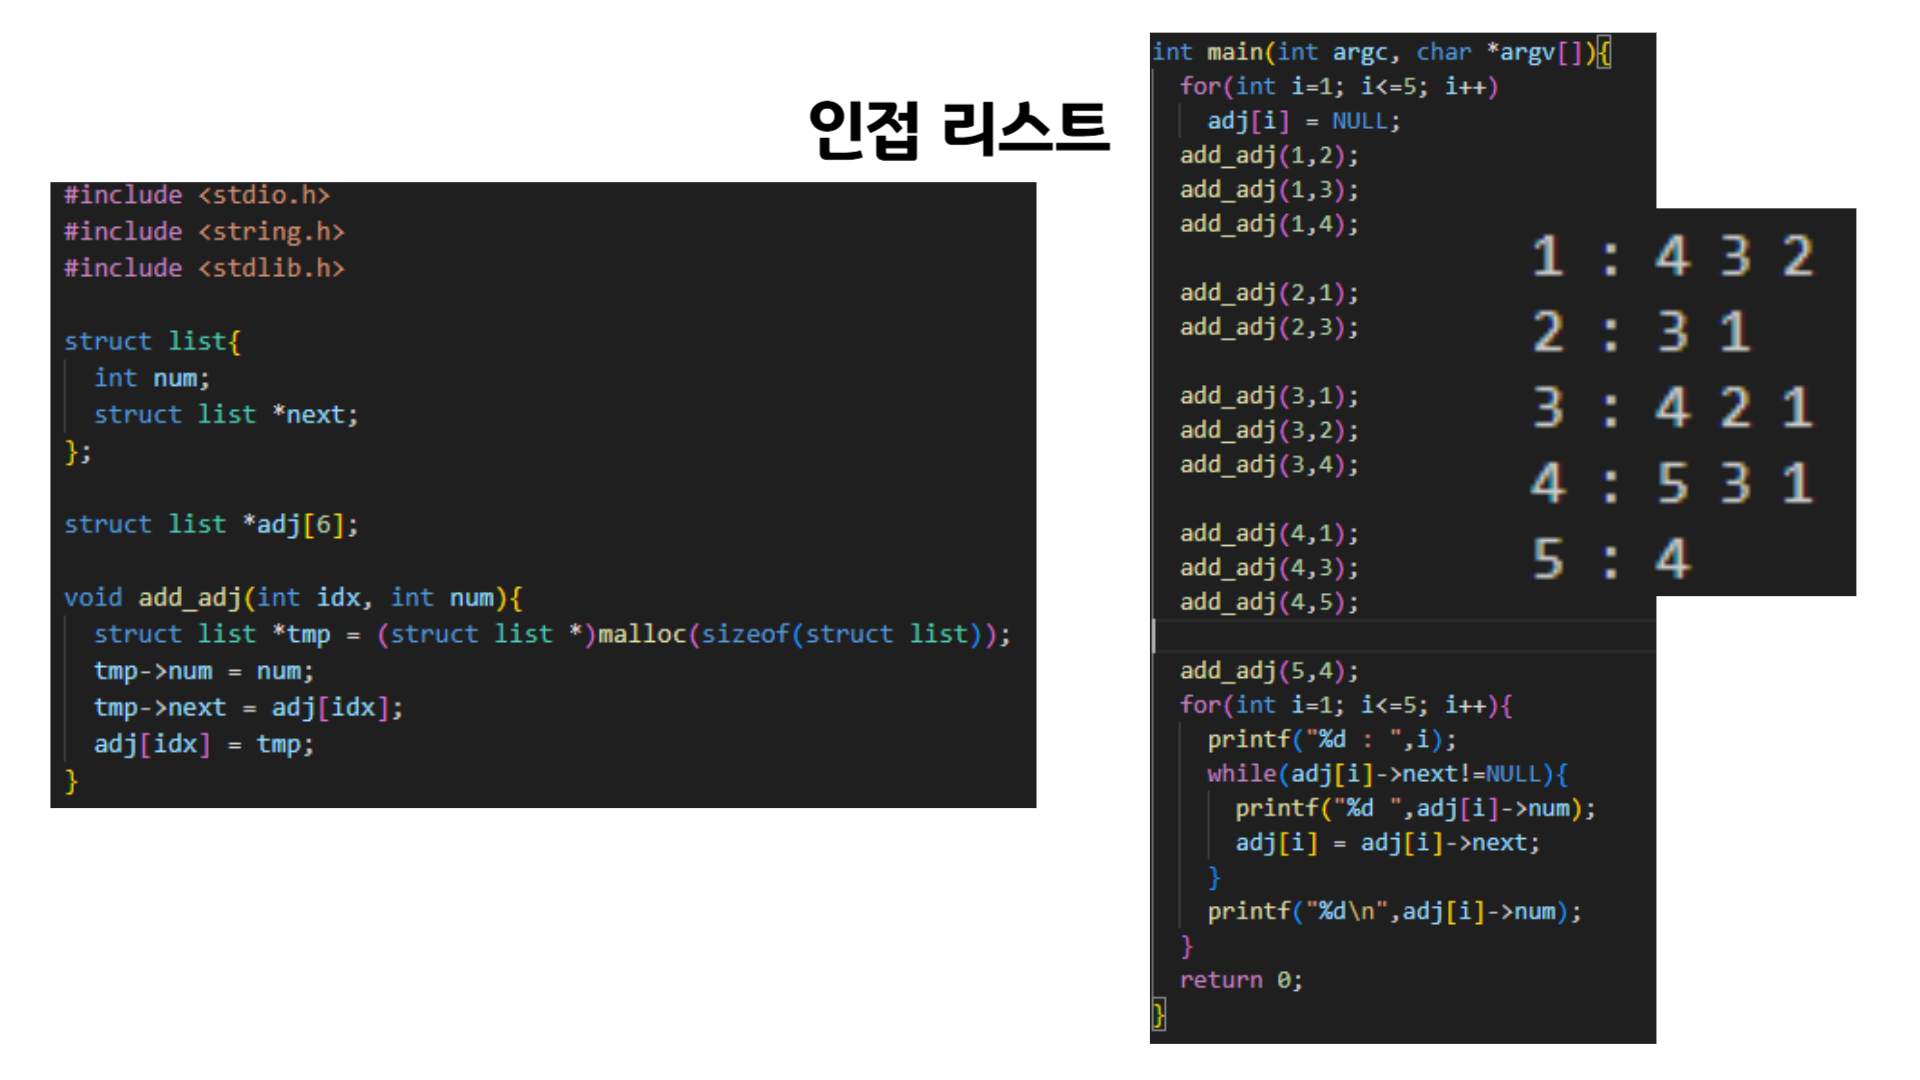 인접 리스트
#include <stdio.h>
#include <string.h>
#include <stdlib.h>
struct list{
int num;
struct list *next;
};
struct list *adj[6];
void add_adj(int idx, int num){
struct list *tmp = (struct list *)malloc(sizeof(struct list));
tmp->num = num;
tmp->next = adj[idx];
adj[idx] = tmp;
}
int main(int argc, char *argv[]){
for(int i=1; i<=5; i++)
adj[i] = NULL;
add_adj(1,2);
add_adj(1,3);
add_adj(1,4);
add_adj(2,1);
add_adj(2,3);
add_adj(3,1);
add_adj(3,2);
add_adj(3,4);
add_adj(4,1);
add_adj(4,3);
add_adj(4,5);
add_adj(5,4);
for(int i=1; i<=5; i++){
printf("%d : ",i);
while(adj[i]->next!=NULL){
printf("%d ",adj[i]->num);
adj[i] = adj[i]->next;
}
printf("%d\n",adj[i]->num);
}
return 0;
}
1 : 4 3 2
2 : 3 1
3 : 4 2 1
4 : 5 3 1
5 : 4